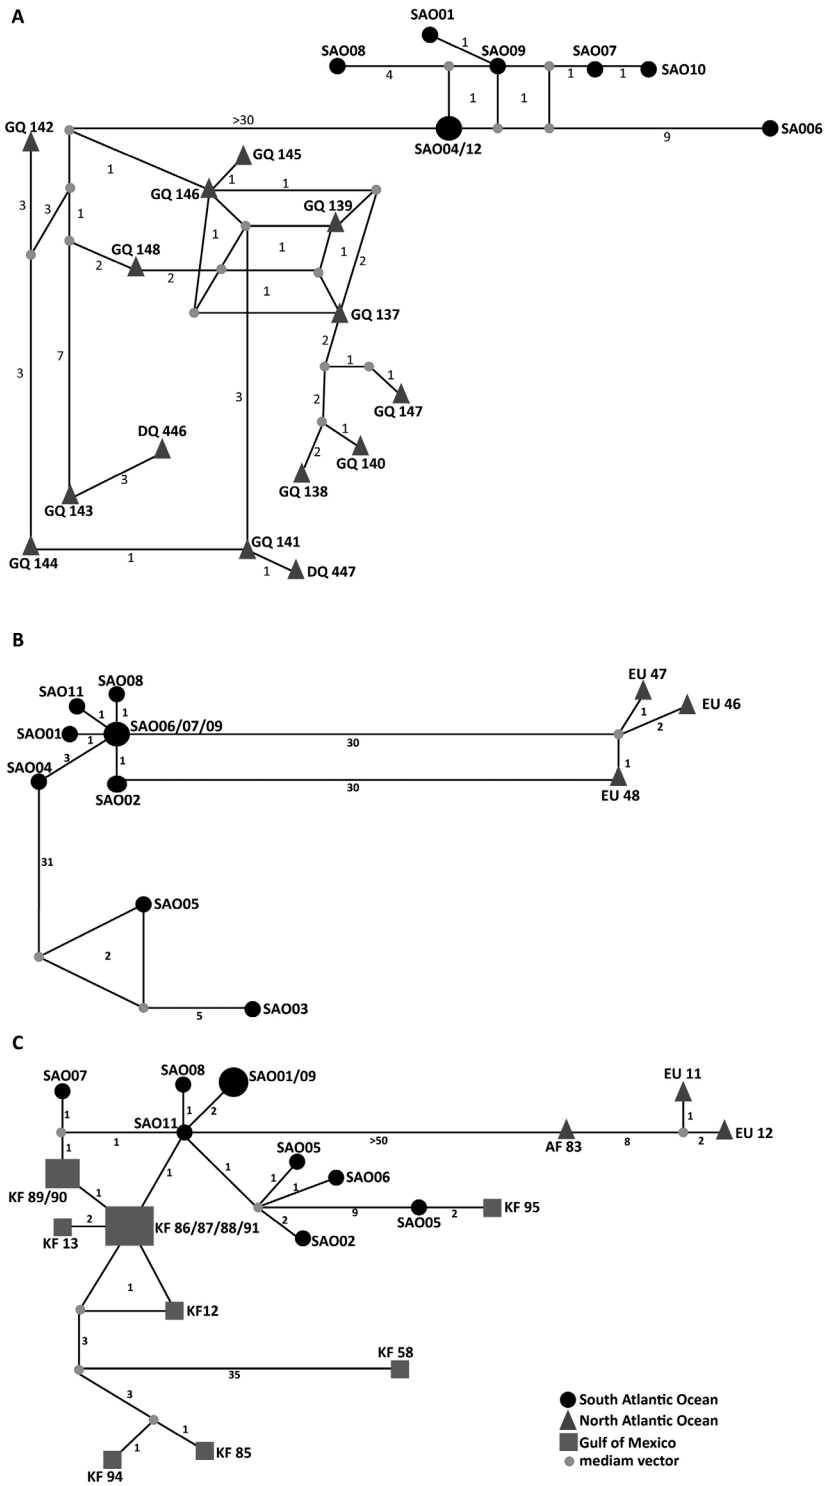 A
SAO01
1
SAO08
SAO09
SAO07
4
1
1
SAO10
1
1
>30
GQ 142
SAO04/12
9
SA006
GQ 145
1
1
1
GQ 146
3
3
1
GQ 139
1
GQ 148
1
1
2
2
2
1
GQ 137
7
2
1
1
3
3
2
GQ 147
DQ 446
1
2
GQ 140
3
GQ 138
GQ 143
GQ 141
GQ 144
1
1
DQ 447
B
SAO08
EU 47
SAO11
EU 46
1
1
SAO06/07/09
1
2
SAO01
1
30
3
1
1
SAO04
SAO02
30
EU 48
31
SAO05
2
5
SAO03
C
SAO07
SAO08
SAO01/09
EU 11
1
1
2
1
SAO11
1
>50
AF 83
8
2
EU 12
1
SAO05
1
1
1
KF 89/90
1
1
SAO06
9
2
KF 95
SAO05
2
KF 86/87/88/91
2
KF 13
SAO02
1
KF12
3
KF 58
35
3
1
1
KF 85
KF 94
South Atlantic Ocean
North Atlantic Ocean
Gulf of Mexico
mediam vector